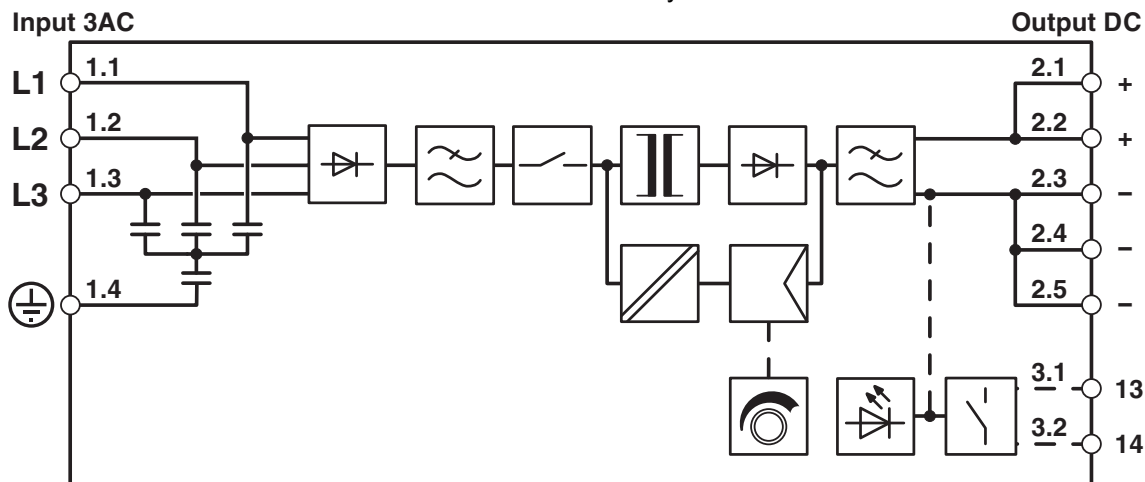 Input 3AC
Output DC
L1 1.1
2.1 +
L2 1.2
2.2 +
L3 1.3
2.3 –
2.4 –
1.4
2.5 –
3.1 13
3.2 14